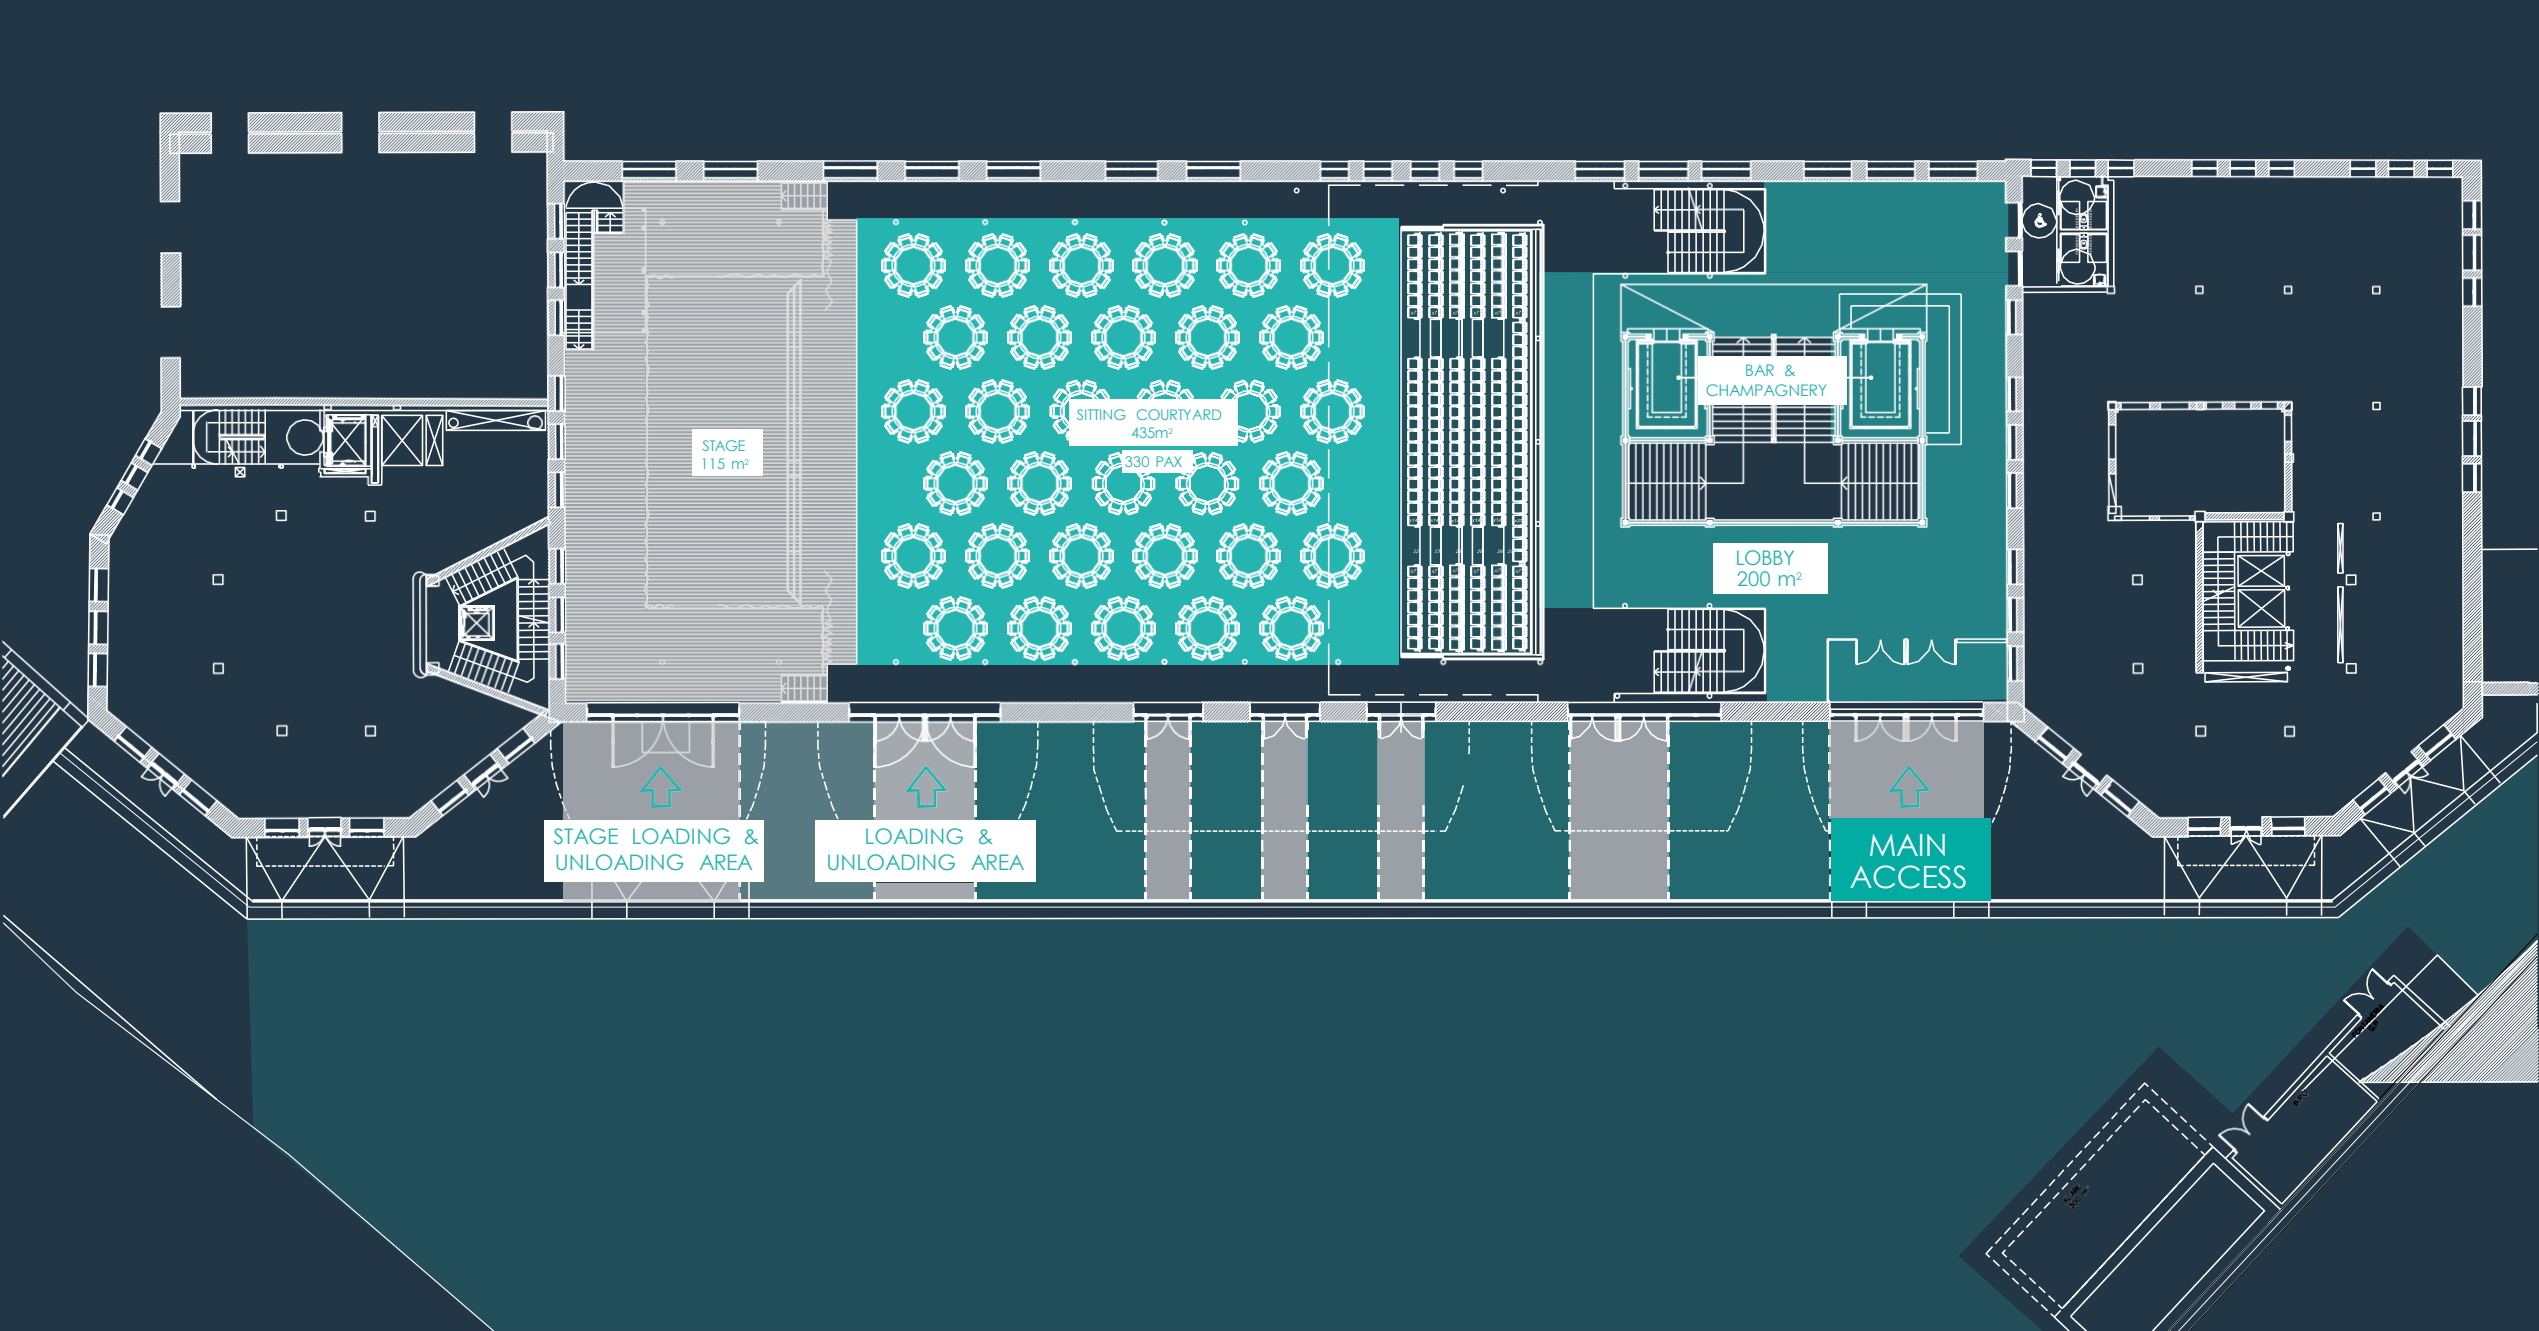 BAR &
CHAMPAGNERY
SITTING COURTYARD
435m²
330 PAX
STAGE
115 m²
LOBBY
200 m²
STAGE LOADING &
UNLOADING AREA
LOADING &
UNLOADING AREA
MAIN
ACCESS